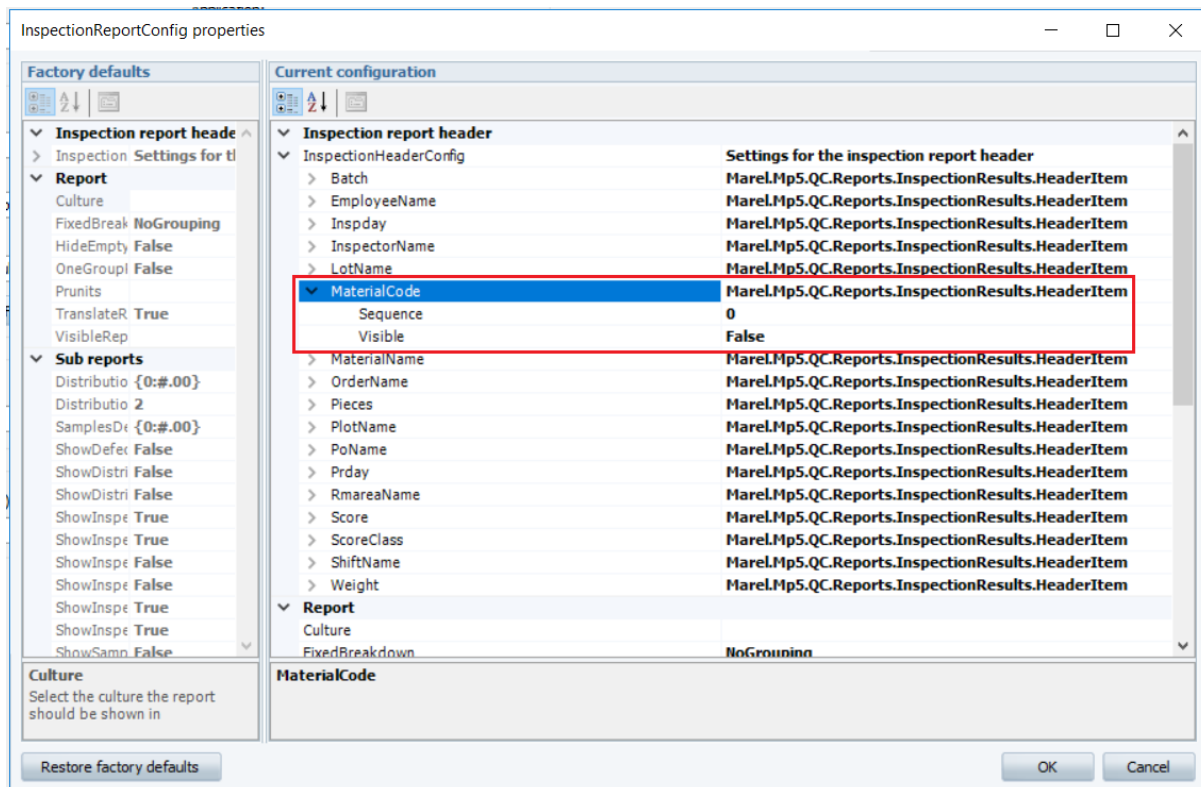 InspectionReportConfig properties
Factory defaults
Inspection report heade
Inspection Settings for tl
Report
Culture
FixedBreak NoGrouping
HideEmpty False
OneGroupl False
Prunits
TranslateR True
VisibleRep
Sub reports
Distributio {0:#.00}
Distributio 2
SamplesDe {0:#.00}
ShowDefec False
ShowDistri False
ShowDistri False
ShowInspe True
ShowInspe True
ShowInspe False
ShowInspe False
ShowInspe True
ShowInspe True
ShowSamp False
Culture
Select the culture the report
should be shown in
Restore factory defaults
Current configuration
Inspection report header
InspectionHeaderConfig Settings for the inspection report header
Batch Marel.Mp5.QC.Reports.InspectionResults.HeaderItem
EmployeeName Marel.Mp5.QC.Reports.InspectionResults.HeaderItem
Inspday Marel.Mp5.QC.Reports.InspectionResults.HeaderItem
InspectorName Marel.Mp5.QC.Reports.InspectionResults.HeaderItem
LotName Marel.Mp5.QC.Reports.InspectionResults.HeaderItem
MaterialCode Marel.Mp5.QC.Reports.InspectionResults.HeaderItem
Sequence 0
Visible False
MaterialName Marel.Mp5.QC.Reports.InspectionResults.HeaderItem
OrderName Marel.Mp5.QC.Reports.InspectionResults.HeaderItem
Pieces Marel.Mp5.QC.Reports.InspectionResults.HeaderItem
PlotName Marel.Mp5.QC.Reports.InspectionResults.HeaderItem
PoName Marel.Mp5.QC.Reports.InspectionResults.HeaderItem
Prday Marel.Mp5.QC.Reports.InspectionResults.HeaderItem
RmareaName Marel.Mp5.QC.Reports.InspectionResults.HeaderItem
Score Marel.Mp5.QC.Reports.InspectionResults.HeaderItem
ScoreClass Marel.Mp5.QC.Reports.InspectionResults.HeaderItem
ShiftName Marel.Mp5.QC.Reports.InspectionResults.HeaderItem
Weight Marel.Mp5.QC.Reports.InspectionResults.HeaderItem
Report
Culture
FixedBreakdown NoGrouping
MaterialCode
OK
Cancel